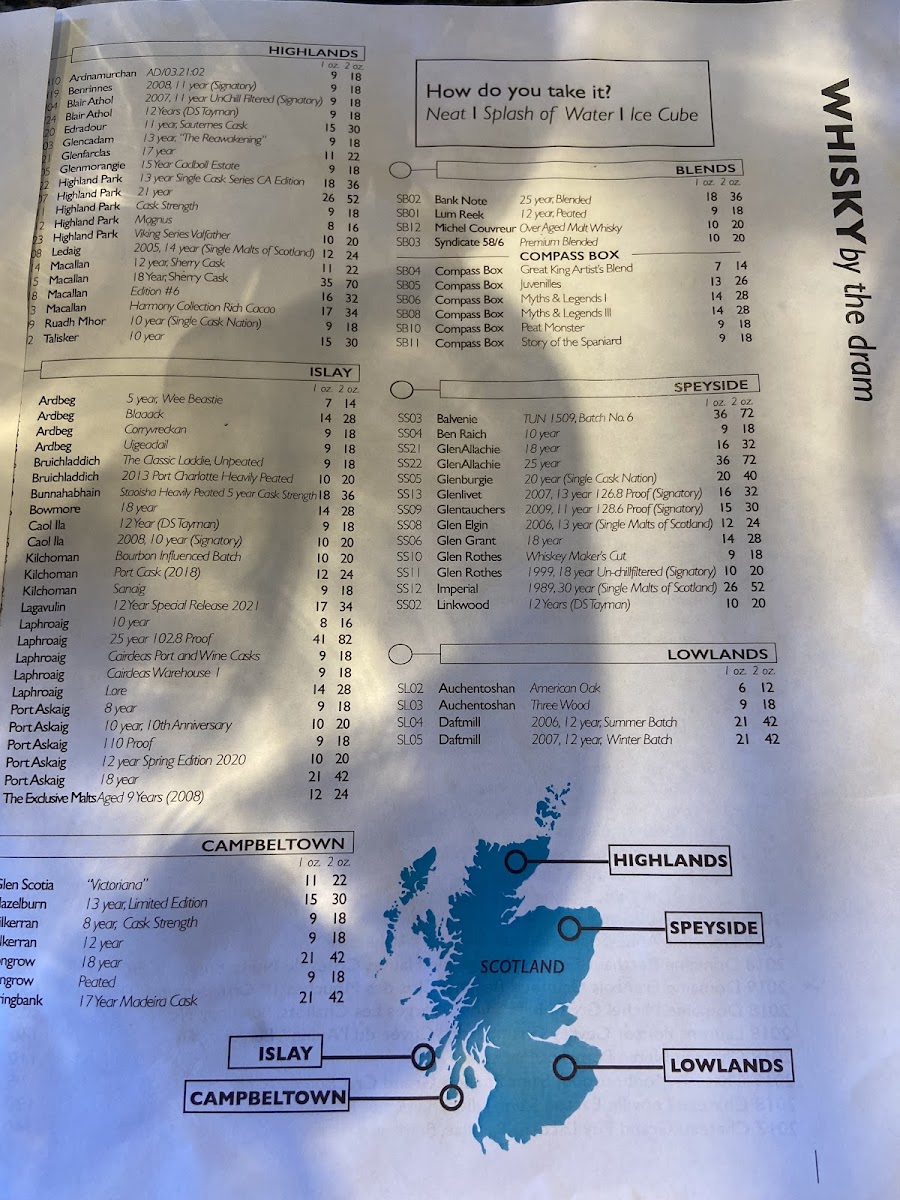 HIGHLANDS
1 oz. 2 oz.
10 Ardnamurchan AD/03.21:02 9 18
19 Benrinnes 2008, 11 year (Signatory) 9 18
04 Blair Athol 2007, 11 year UnChill Filtered (Signatory) 9 18
24 Blair Athol 12 Years (DS Tayman) 9 18
20 Edradour 11 year, Sauternes Cask 15 30
03 Glencadam 13 year, "The Reawakening" 9 18
21 Glenfarclas 17 year 11 22
05 Glenmorangie 15 Year Cadboll Estate 9 18
22 Highland Park 13 year Single Cask Series CA Edition 18 36
07 Highland Park 21 year 26 52
Highland Park Cask Strength 9 18
2 Highland Park Magnus 8 16
23 Highland Park Viking Series Valfather 10 20
08 Ledaig 2005, 14 year (Single Malts of Scotland) 12 24
14 Macallan 12 year, Sherry Cask 11 22
15 Macallan 18 Year, Sherry Cask 35 70
18 Macallan Edition #6 16 32
3 Macallan Harmony Collection Rich Cacao 17 34
9 Ruadh Mhor 10 year (Single Cask Nation) 9 18
2 Talisker 10 year 15 30
ISLAY
1 oz. 2 oz.
Ardbeg 5 year, Wee Beastie 7 14
Ardbeg Blaaack 14 28
Ardbeg Corryvreckan 9 18
Ardbeg Uigeadail 9 18
Bruichladdich The Classic Laddie, Unpeated 9 18
Bruichladdich 2013 Port Charlotte Heavily Peated 10 20
Bunnahabhain Staoisha Heavily Peated 5 year Cask Strength 18 36
Bowmore 18 year 14 28
Caol Ila 12 Year (DS Tayman) 9 18
Caol Ila 2008, 10 year (Signatory) 10 20
Kilchoman Bourbon Influenced Batch 10 20
Kilchoman Port Cask (2018) 12 24
Kilchoman Sanaig 9 18
Lagavulin 12 Year Special Release 2021 17 34
Laphroaig 10 year 8 16
Laphroaig 25 year 102.8 Proof 41 82
Laphroaig Cairdeas Port and Wine Casks 9 18
Laphroaig Cairdeas Warehouse 1 9 18
Laphroaig Lore 14 28
Port Askaig 8 year 9 18
Port Askaig 10 year, 10th Anniversary 10 20
Port Askaig 110 Proof 9 18
Port Askaig 12 year Spring Edition 2020 10 20
Port Askaig 18 year 21 42
The Exclusive Malts Aged 9 Years (2008) 12 24
CAMPBELTOWN
1 oz. 2 oz.
Glen Scotia "Victoriana" 11 22
azelburn 13 year, Limited Edition 15 30
ilkerran 8 year, Cask Strength 9 18
lkerran 12 year 9 18
ngrow 18 year 21 42
ngrow Peated 9 18
ringbank 17 Year Madeira Cask 21 42
How do you take it?
Neat | Splash of Water | Ice Cube
BLENDS
1 oz. 2 oz.
SB02 Bank Note 25 year, Blended 18 36
SB01 Lum Reek 12 year, Peated 9 18
SB12 Michel Couvreur Over Aged Malt Whisky 10 20
SB03 Syndicate 58/6 Premium Blended 10 20
COMPASS BOX
SB04 Compass Box Great King Artist's Blend 7 14
SB05 Compass Box Juvenilles 13 26
SB06 Compass Box Myths & Legends I 14 28
SB08 Compass Box Myths & Legends III 14 28
SB10 Compass Box Peat Monster 9 18
SB11 Compass Box Story of the Spaniard 9 18
SPEYSIDE
1 oz. 2 oz.
SS03 Balvenie TUN 1509, Batch No. 6 36 72
SS04 Ben Raich 10 year 9 18
SS21 GlenAllachie 18 year 16 32
SS22 GlenAllachie 25 year 36 72
SS05 Glenburgie 20 year (Single Cask Nation) 20 40
SS13 Glenlivet 2007, 13 year 126.8 Proof (Signatory) 16 32
SS09 Glentauchers 2009, 11 year 128.6 Proof (Signatory) 15 30
SS08 Glen Elgin 2006, 13 year (Single Malts of Scotland) 12 24
SS06 Glen Grant 18 year 14 28
SS10 Glen Rothes Whiskey Maker's Cut 9 18
SS11 Glen Rothes 1999, 18 year Un-chillfiltered (Signatory) 10 20
SS12 Imperial 1989, 30 year (Single Malts of Scotland) 26 52
SS02 Linkwood 12 Years (DS Tayman) 10 20
LOWLANDS
1 oz. 2 oz.
SL02 Auchentoshan American Oak 6 12
SL03 Auchentoshan Three Wood 9 18
SL04 Daftmill 2006, 12 year, Summer Batch 21 42
SL05 Daftmill 2007, 12 year, Winter Batch 21 42
HIGHLANDS
SPEYSIDE
SCOTLAND
ISLAY
LOWLANDS
CAMPBELTOWN
WHISKY by the dram